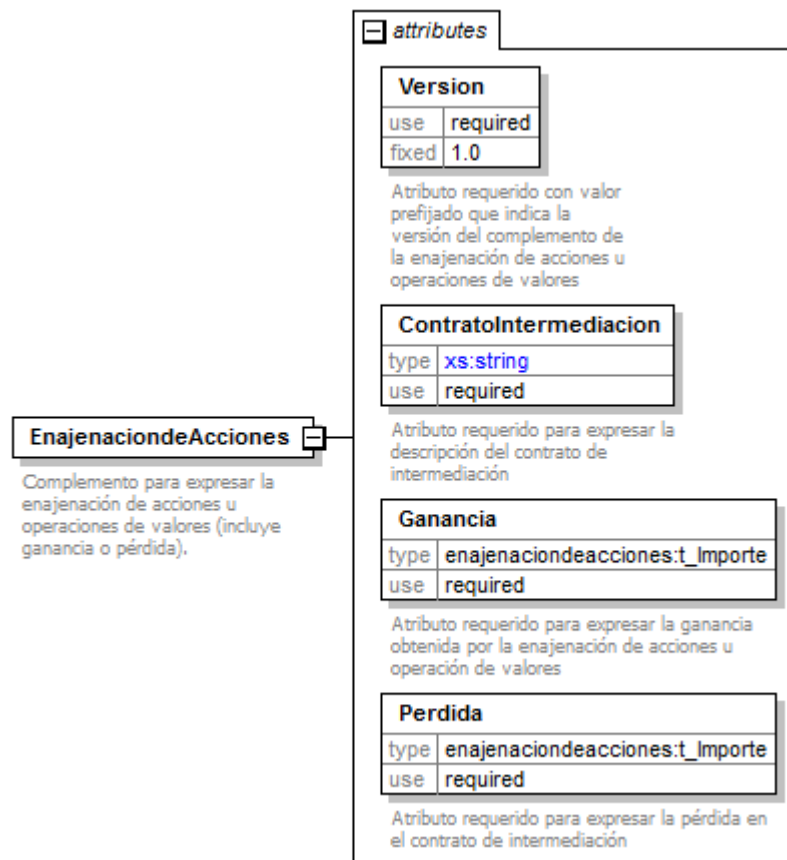 attributes
Version
use required
fixed 1.0
Atributo requerido con valor
prefijado que indica la
versión del complemento de
la enajenación de acciones u
operaciones de valores
ContratoIntermediacion
type xs:string
use required
Atributo requerido para expresar la
descripción del contrato de
intermediación
EnajenaciondeAcciones
Complemento para expresar la
enajenación de acciones u
operaciones de valores (incluye
ganancia o pérdida).
Ganancia
type enajenaciondeacciones:t_Importe
use required
Atributo requerido para expresar la ganancia
obtenida por la enajenación de acciones u
operación de valores
Perdida
type enajenaciondeacciones:t_Importe
use required
Atributo requerido para expresar la pérdida en
el contrato de intermediación